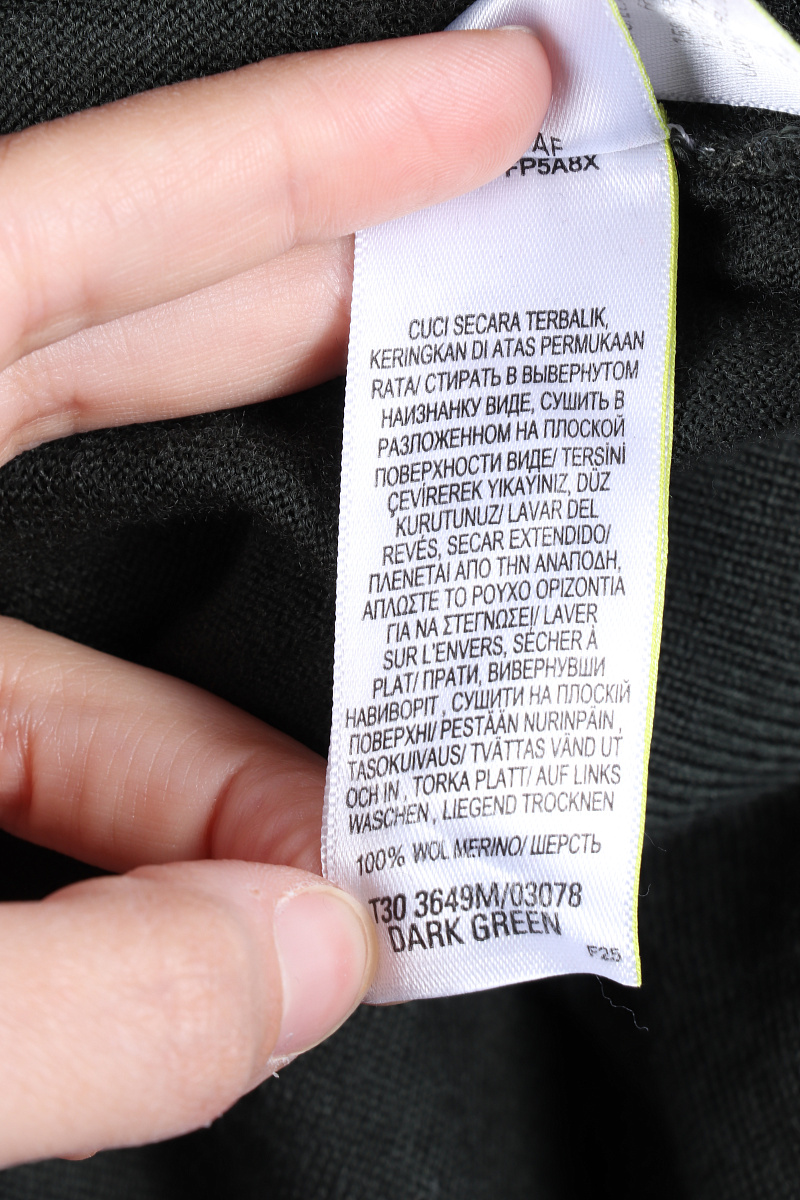 AF
FP5A8X
CUCI SECARA TERBALIK,
KERINGKAN DI ATAS PERMUKAAN
RATA/ СТИРАТЬ В ВЫВЕРНУТОМ
НАИЗНАНКУ ВИДЕ, СУШИТЬ В
РАЗЛОЖЕННОМ НА ПЛОСКОЙ
ПОВЕРХНОСТИ ВИДЕ/ TERSİNİ
ÇEVİREREK YIKAYINIZ, DÜZ
KURUTUNUZ/ LAVAR DEL
REVÉS, SECAR EXTENDIDO/
ΠΛΕΝΕΤΑΙ ΑΠΟ ΤΗΝ ΑΝΑΠΟΔΗ,
ΑΠΛΩΣΤΕ ΤΟ ΡΟΥΧΟ ΟΡΙΖΟΝΤΙΑ
ΓΙΑ ΝΑ ΣΤΕΓΝΩΣΕΙ/ LAVER
SUR L'ENVERS, SÉCHER À
PLAT/ ПРАТИ, ВИВЕРНУВШИ
НАВИВОРІТ , СУШИТИ НА ПЛОСКІЙ
ПОВЕРХНІ/ PESTÄÄN NURINPÄIN ,
TASOKUIVAUS/ TVÄTTAS VÄND UT
OCH IN , TORKA PLATT/ AUF LINKS
WASCHEN , LIEGEND TROCKNEN
100% WOL MERINO/ ШЕРСТЬ
T30 3649M/03078
DARK GREEN
F25